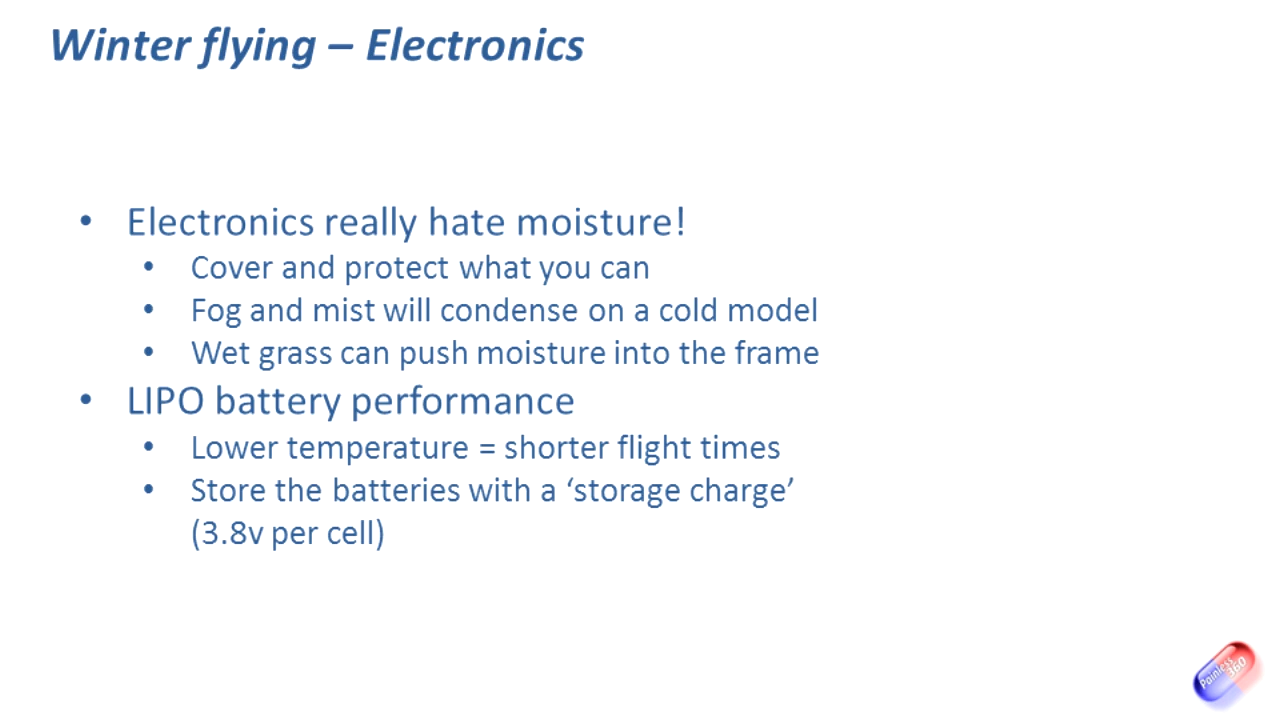 Winter flying – Electronics
• Electronics really hate moisture!
• Cover and protect what you can
• Fog and mist will condense on a cold model
• Wet grass can push moisture into the frame
• LIPO battery performance
• Lower temperature = shorter flight times
• Store the batteries with a ‘storage charge’
(3.8v per cell)
Painless
360